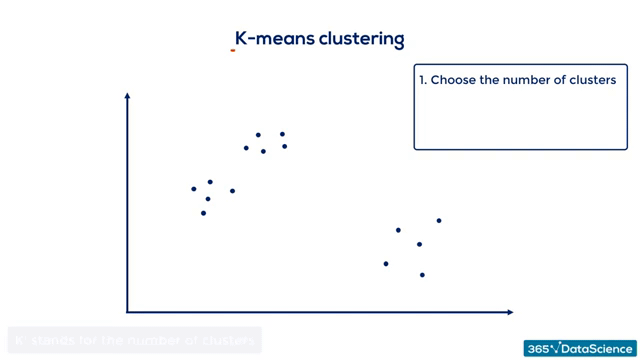 K-means clustering
1. Choose the number of clusters
K stands for the number of clusters
365 DataScience